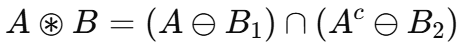 A ⊛ B = (A ⊖ B₁) ∩ (Aᶜ ⊖ B₂)